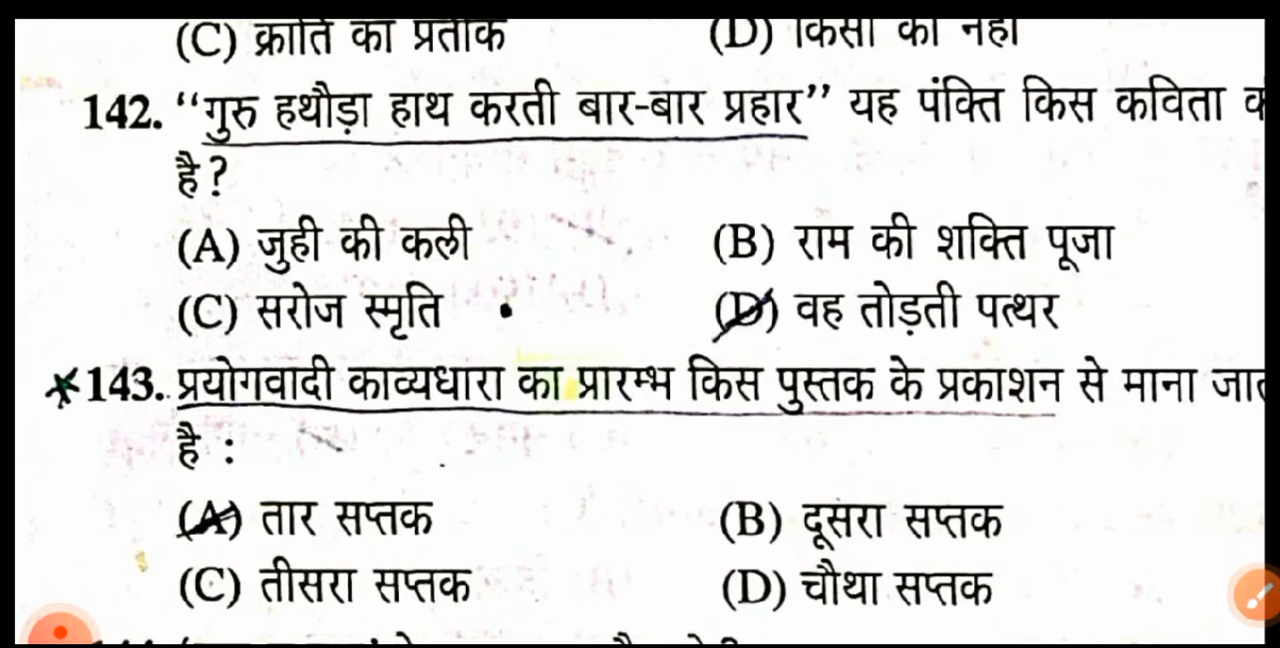 (C) क्रांति का प्रतीक (D) किसी की नहीं
142. “गुरु हथौड़ा हाथ करती बार-बार प्रहार” यह पंक्ति किस कविता
है ?
(A) जुही की कली (B) राम की शक्ति पूजा
(C) सरोज स्मृति (D) वह तोड़ती पत्थर
143. प्रयोगवादी काव्यधारा का प्रारम्भ किस पुस्तक के प्रकाशन से माना
है :
(A) तार सप्तक (B) दूसरा सप्तक
(C) तीसरा सप्तक (D) चौथा सप्तक